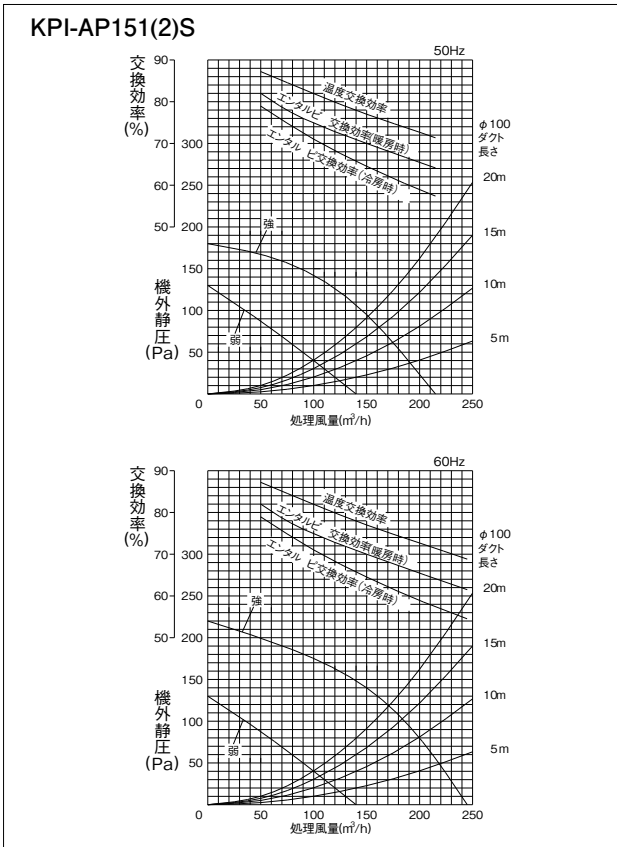 KPI-AP151(2)S
50Hz
交換効率(%)
90
80
70
60
50
温度交換効率
エンタルピ 交換効率(暖房時)
エンタル ピ交換効率(冷房時)
φ100
ダクト
長さ
20m
15m
10m
5m
機外静圧(Pa)
300
250
200
150
100
50
強
弱
0
50
100
150
200
250
処理風量(m³/h)
60Hz
交換効率(%)
90
80
70
60
50
温度交換効率
エンタルピ 交換効率(暖房時)
エンタル ピ交換効率(冷房時)
φ100
ダクト
長さ
20m
15m
10m
5m
機外静圧(Pa)
300
250
200
150
100
50
強
弱
0
50
100
150
200
250
処理風量(m³/h)